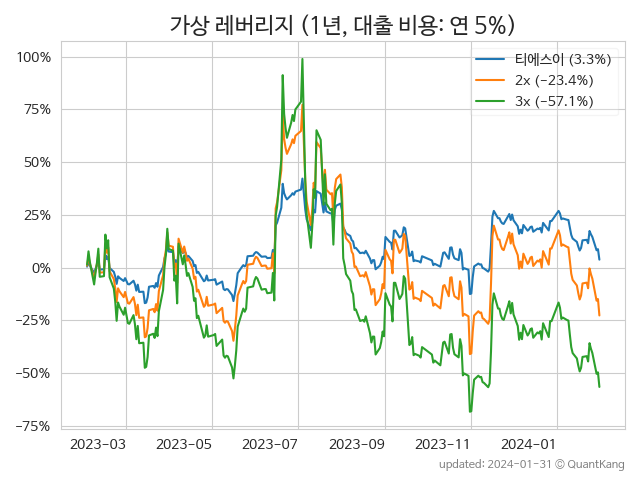 가상 레버리지 (1년, 대출 비용: 연 5%)
100%
75%
50%
25%
0%
−25%
−50%
−75%
티에스이 (3.3%)
2x (−23.4%)
3x (−57.1%)
2023-03 2023-05 2023-07 2023-09 2023-11 2024-01
updated: 2024-01-31 © QuantKang